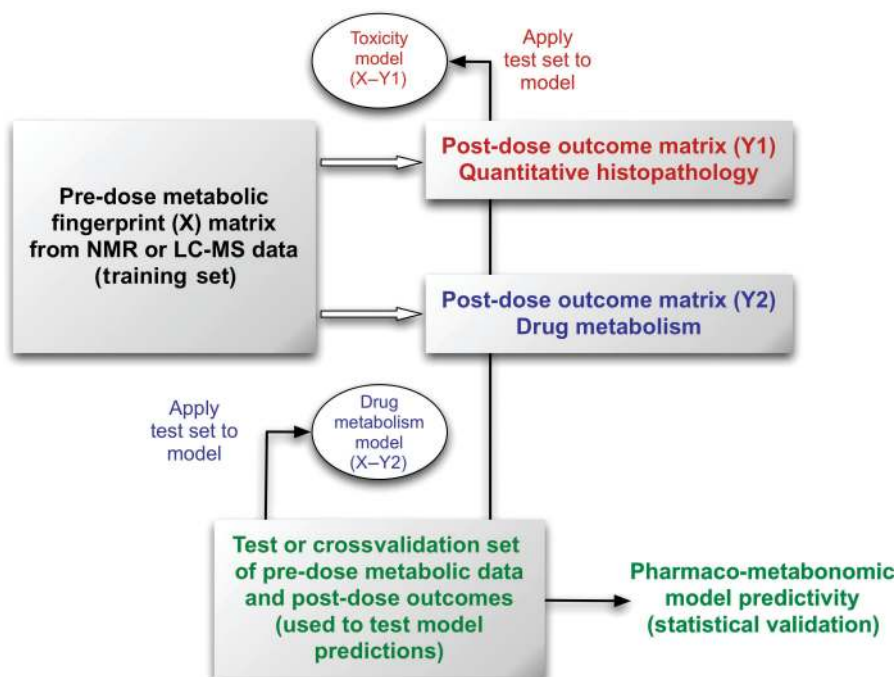 Toxicity
model
(X–Y1)
Apply
test set to
model
Pre-dose metabolic
fingerprint (X) matrix
from NMR or LC-MS data
(training set)
Post-dose outcome matrix (Y1)
Quantitative histopathology
Post-dose outcome matrix (Y2)
Drug metabolism
Apply
test set to
model
Drug
metabolism
model
(X–Y2)
Test or crossvalidation set
of pre-dose metabolic data
and post-dose outcomes
(used to test model
predictions)
Pharmaco-metabonomic
model predictivity
(statistical validation)